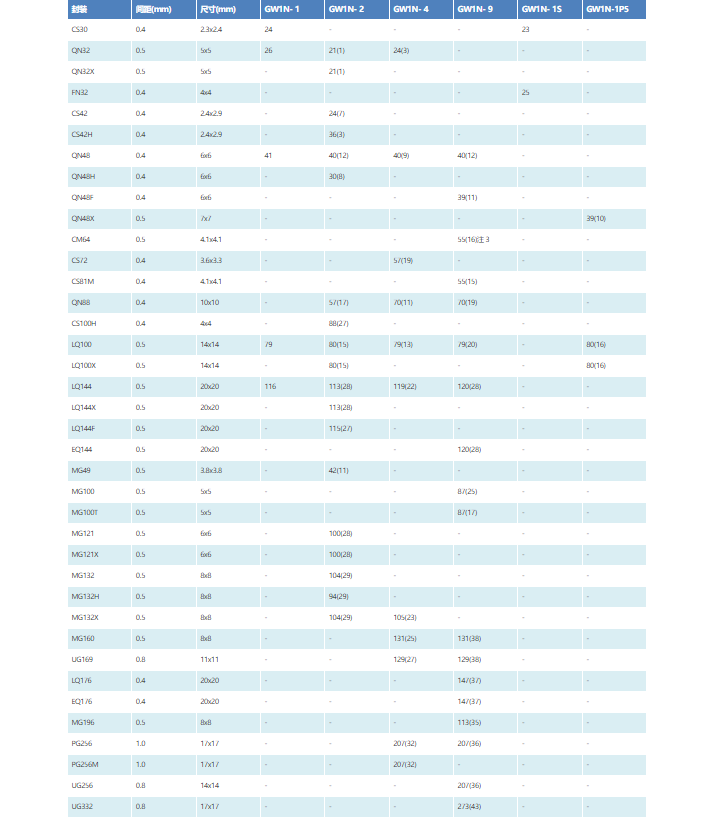 封装 间距(mm) 尺寸(mm) GW1N- 1 GW1N- 2 GW1N- 4 GW1N- 9 GW1N- 1S GW1N-1P5
CS30 0.4 2.3x2.4 24 - - - 23 -
QN32 0.5 5x5 26 21(1) 24(3) - - -
QN32X 0.5 5x5 - 21(1) - - - -
FN32 0.4 4x4 - - - - 25 -
CS42 0.4 2.4x2.9 - 24(7) - - - -
CS42H 0.4 2.4x2.9 - 36(3) - - - -
QN48 0.4 6x6 41 40(12) 40(9) 40(12) - -
QN48H 0.4 6x6 - 30(8) - - - -
QN48F 0.4 6x6 - - - 39(11) - -
QN48X 0.5 7x7 - - - - - 39(10)
CM64 0.5 4.1x4.1 - - - 55(16)注 3 - -
CS72 0.4 3.6x3.3 - - 57(19) - - -
CS81M 0.4 4.1x4.1 - - - 55(15) - -
QN88 0.4 10x10 - 57(17) 70(11) 70(19) - -
CS100H 0.4 4x4 - 88(27) - - - -
LQ100 0.5 14x14 79 80(15) 79(13) 79(20) - 80(16)
LQ100X 0.5 14x14 - 80(15) - - - 80(16)
LQ144 0.5 20x20 116 113(28) 119(22) 120(28) - -
LQ144X 0.5 20x20 - 113(28) - - - -
LQ144F 0.5 20x20 - 115(27) - - - -
EQ144 0.5 20x20 - - - 120(28) - -
MG49 0.5 3.8x3.8 - 42(11) - - - -
MG100 0.5 5x5 - - - 87(25) - -
MG100T 0.5 5x5 - - - 87(17) - -
MG121 0.5 6x6 - 100(28) - - - -
MG121X 0.5 6x6 - 100(28) - - - -
MG132 0.5 8x8 - 104(29) - - - -
MG132H 0.5 8x8 - 94(29) - - - -
MG132X 0.5 8x8 - 104(29) 105(23) - - -
MG160 0.5 8x8 - - 131(25) 131(38) - -
UG169 0.8 11x11 - - 129(27) 129(38) - -
LQ176 0.4 20x20 - - - 147(37) - -
EQ176 0.4 20x20 - - - 147(37) - -
MG196 0.5 8x8 - - - 113(35) - -
PG256 1.0 17x17 - - 207(32) 207(36) - -
PG256M 1.0 17x17 - - 207(32) - - -
UG256 0.8 14x14 - - - 207(36) - -
UG332 0.8 17x17 - - - 273(43) - -